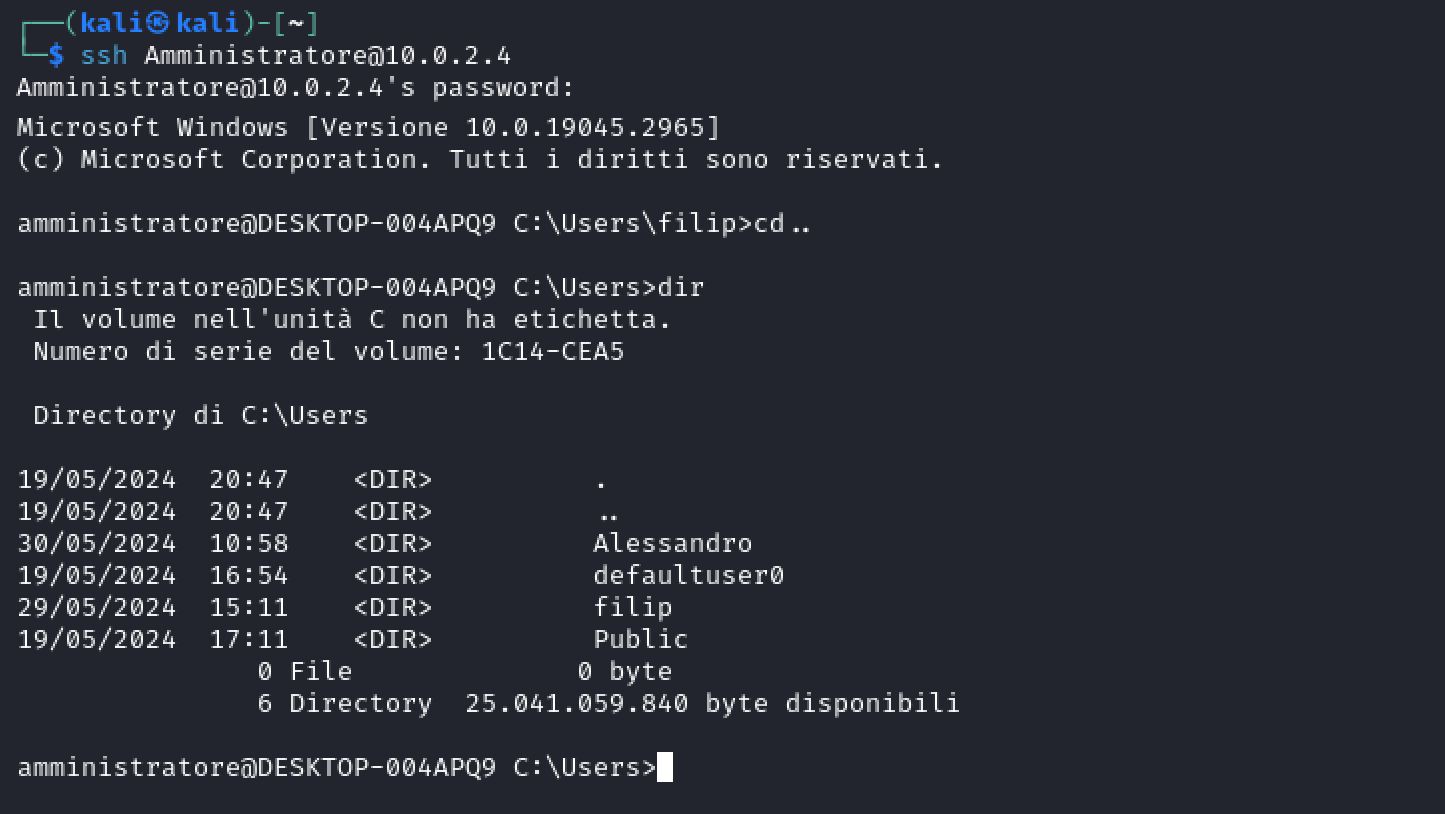 ┌──(kali㉿kali)-[~]
└─$ ssh Amministratore@10.0.2.4
Amministratore@10.0.2.4's password:
Microsoft Windows [Versione 10.0.19045.2965]
(c) Microsoft Corporation. Tutti i diritti sono riservati.
amministratore@DESKTOP-004APQ9 C:\Users\filip>cd..
amministratore@DESKTOP-004APQ9 C:\Users>dir
 Il volume nell'unità C non ha etichetta.
 Numero di serie del volume: 1C14-CEA5
 Directory di C:\Users
19/05/2024  20:47    <DIR>          .
19/05/2024  20:47    <DIR>          ..
30/05/2024  10:58    <DIR>          Alessandro
19/05/2024  16:54    <DIR>          defaultuser0
29/05/2024  15:11    <DIR>          filip
19/05/2024  17:11    <DIR>          Public
               0 File              0 byte
               6 Directory  25.041.059.840 byte disponibili
amministratore@DESKTOP-004APQ9 C:\Users>